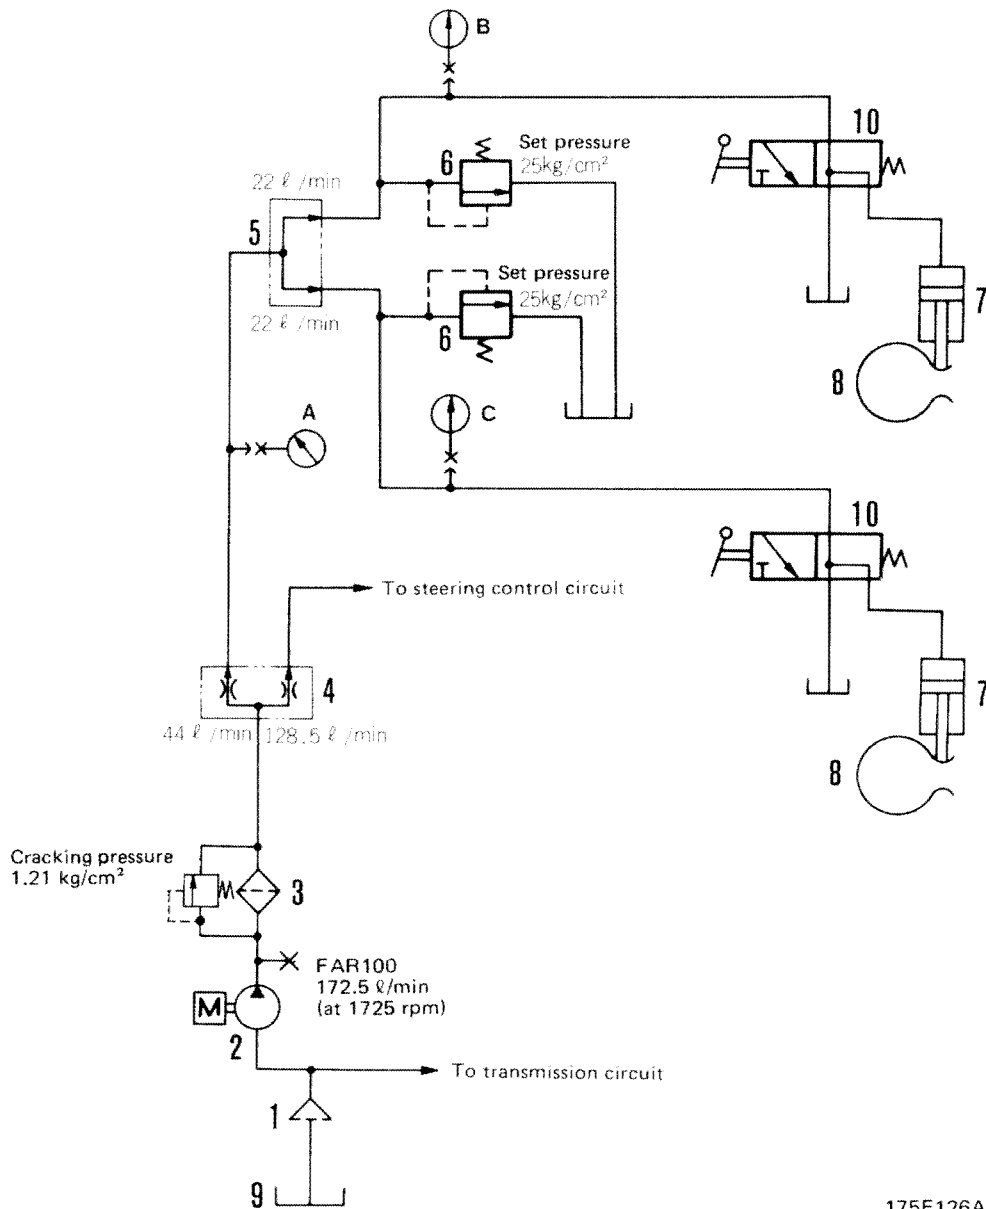 B
10
Set pressure
25kg/cm²
6
T
22 ℓ /min
5
Set pressure
25kg/cm²
22 ℓ /min
6
7
8
A
C
10
T
To steering control circuit
4
44 ℓ /min 128.5 ℓ /min
7
8
Cracking pressure
1.21 kg/cm²
3
FAR100
172.5 ℓ/min
(at 1725 rpm)
M
2
To transmission circuit
1
9
175F126A